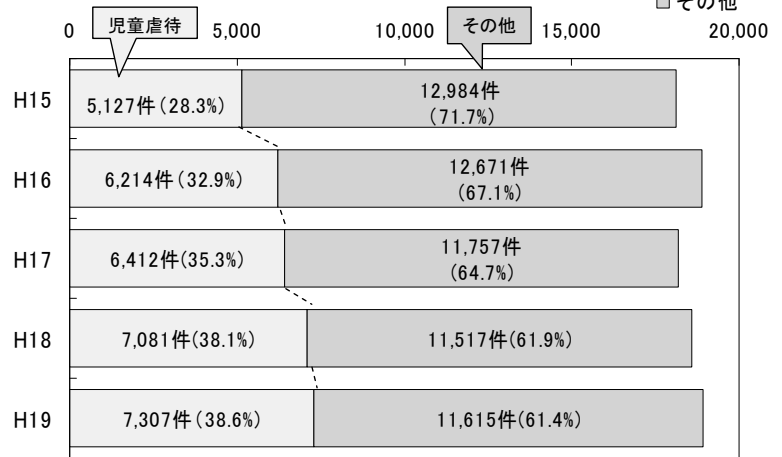 ■その他
0
児童虐待
5,000
10,000
その他
15,000
20,000
H15
5,127件(28.3%)
12,984件
(71.7%)
H16
6,214件(32.9%)
12,671件
(67.1%)
H17
6,412件(35.3%)
11,757件
(64.7%)
H18
7,081件(38.1%)
11,517件(61.9%)
H19
7,307件(38.6%)
11,615件(61.4%)